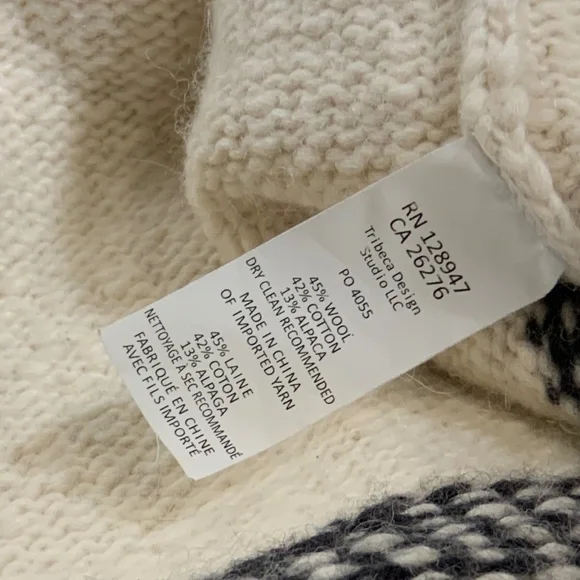 RN 128947
CA 26276
Tribeca Design
Studio LLC
PO 4055
45% WOOL
42% COTTON
13% ALPACA
DRY CLEAN RECOMMENDED
MADE IN CHINA
OF IMPORTED YARN
45% LAINE
42% COTON
13% ALPAGA
NETTOYAGE A SEC RECOMMANDÉ
FABRIQUÉ EN CHINE
AVEC FILS IMPORTÉ